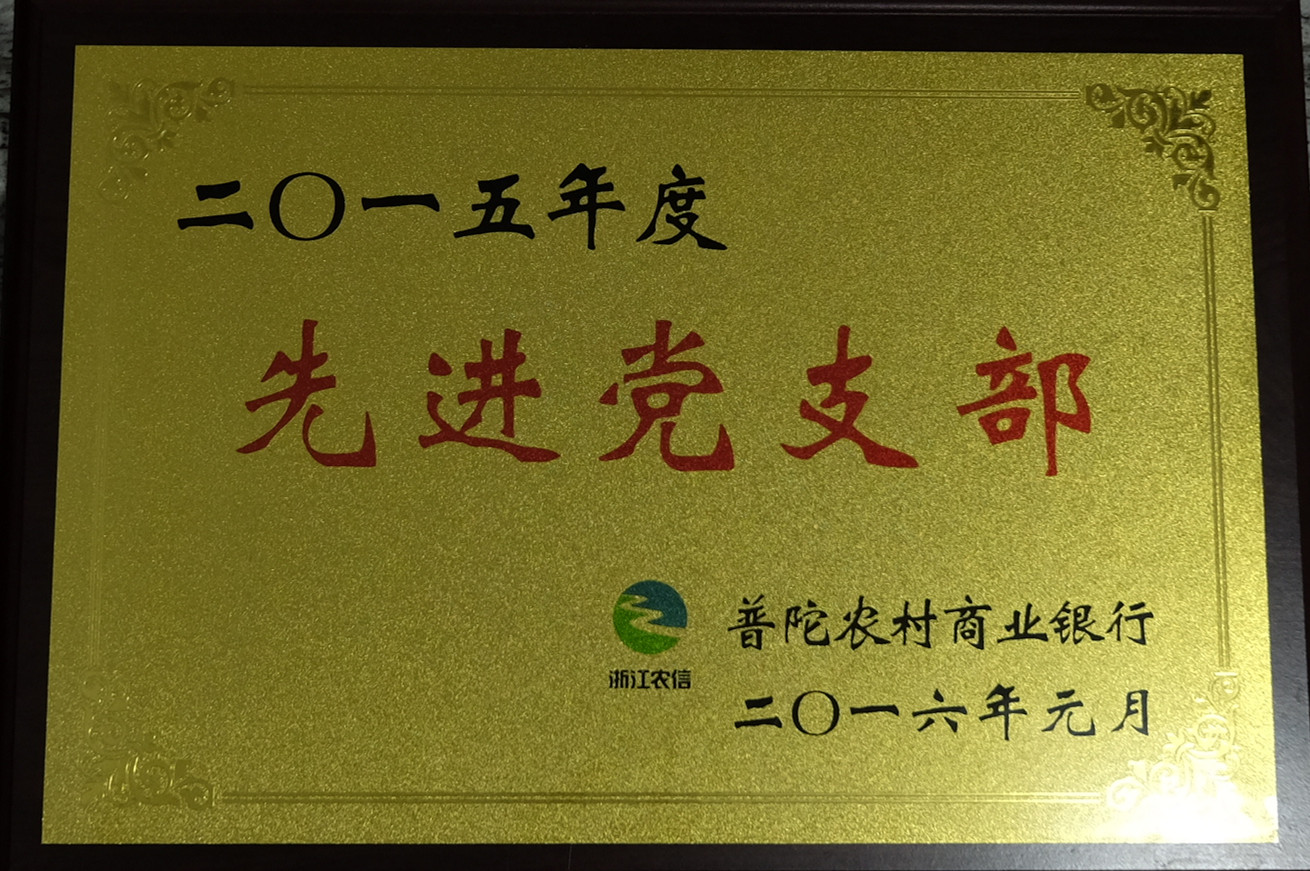 二〇一五年度
先进党支部
普陀农村商业银行
浙江农信
二〇一六年元月